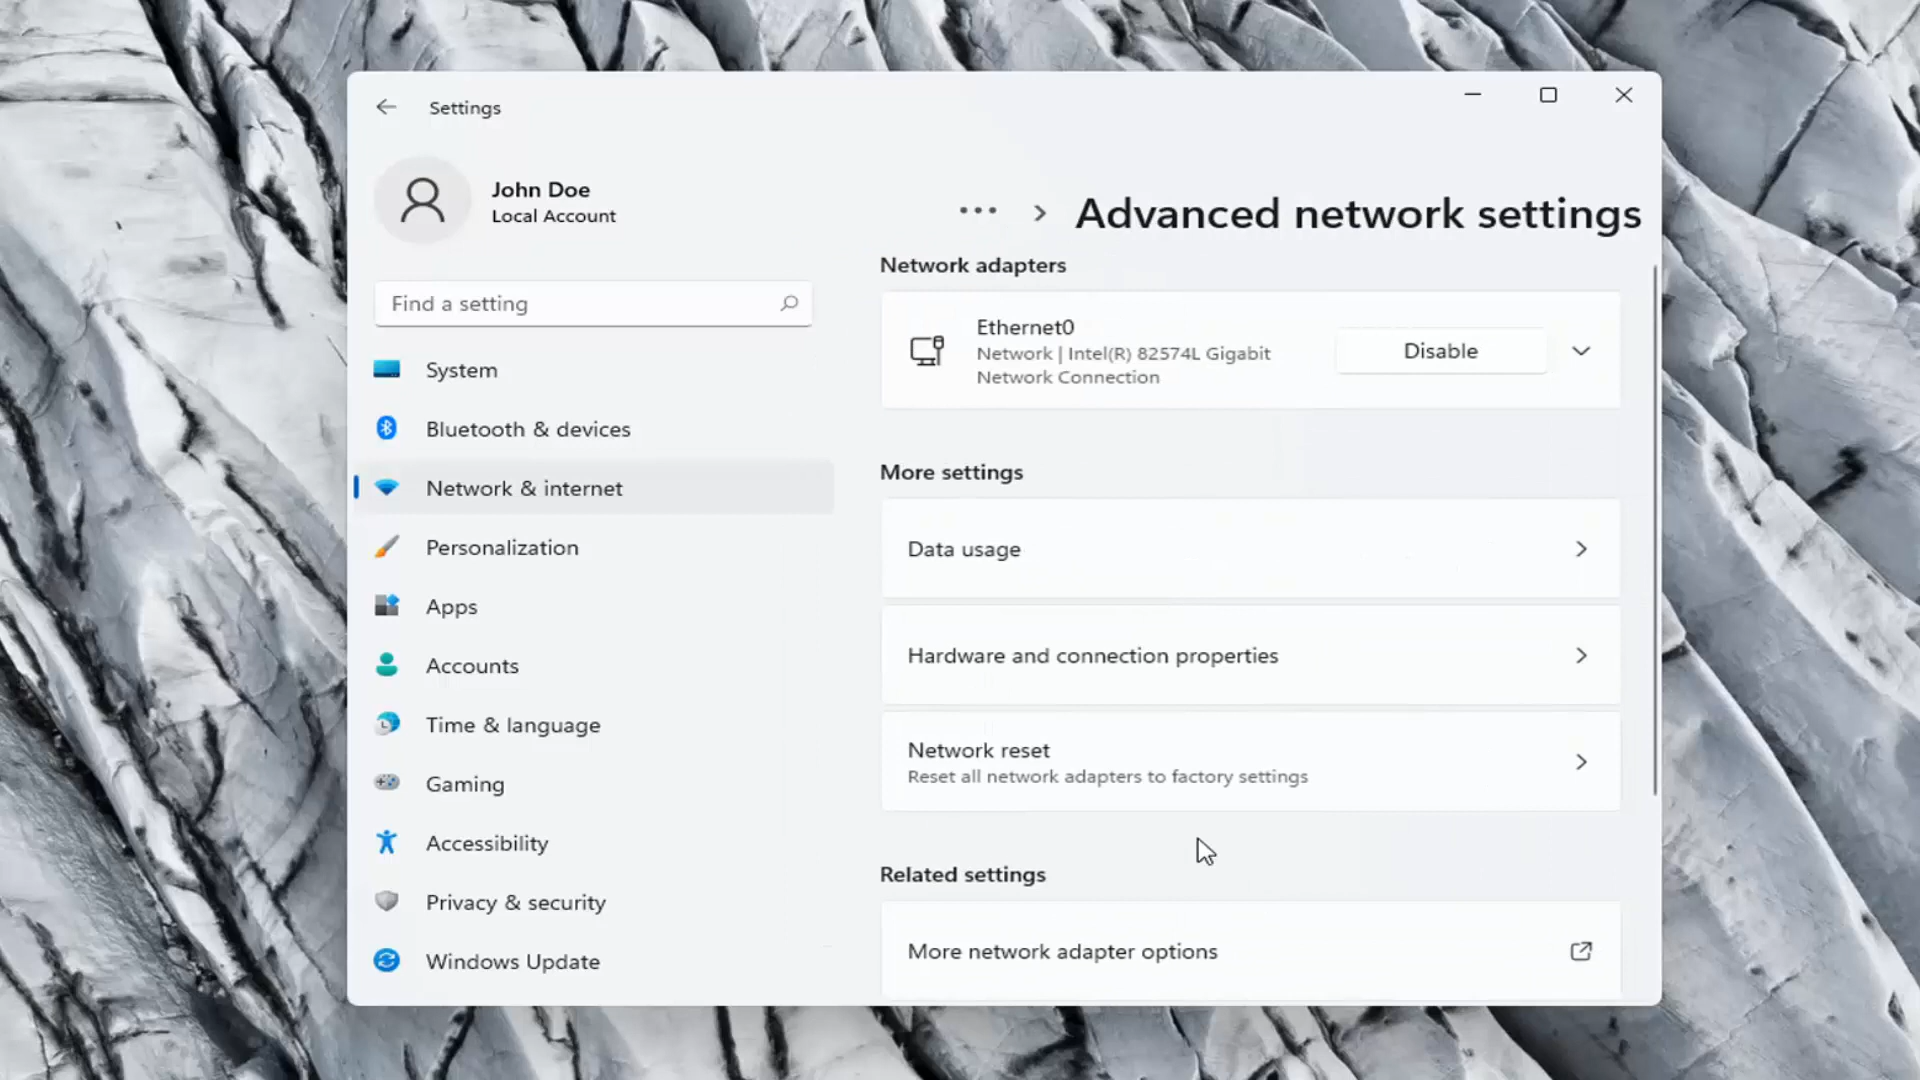 Settings
John Doe
Local Account
Find a setting
System
Bluetooth & devices
Network & internet
Personalization
Apps
Accounts
Time & language
Gaming
Accessibility
Privacy & security
Windows Update
... > Advanced network settings
Network adapters
Ethernet0
Network | Intel(R) 82574L Gigabit
Network Connection
Disable
More settings
Data usage
Hardware and connection properties
Network reset
Reset all network adapters to factory settings
Related settings
More network adapter options